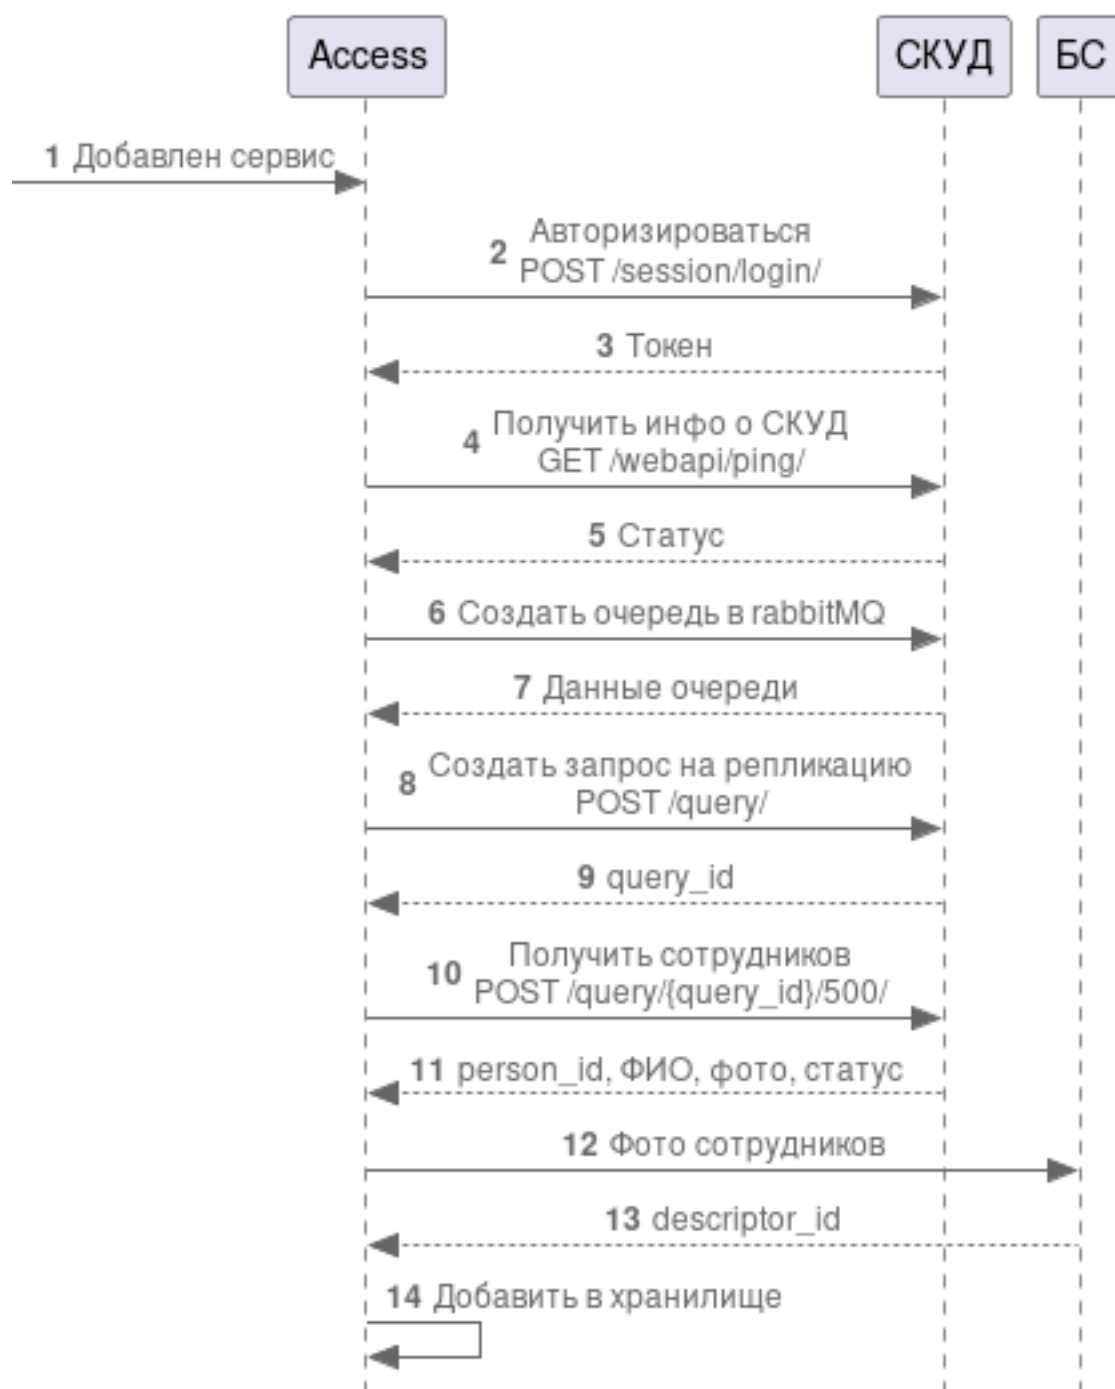 Access СКУД БС
1 Добавлен сервис
Авторизироваться
2 POST /session/login/
3 Токен
Получить инфо о СКУД
4 GET /webapi/ping/
5 Статус
6 Создать очередь в rabbitMQ
7 Данные очереди
Создать запрос на репликацию
8 POST /query/
9 query_id
Получить сотрудников
10 POST /query/{query_id}/500/
11 person_id, ФИО, фото, статус
12 Фото сотрудников
13 descriptor_id
14 Добавить в хранилище